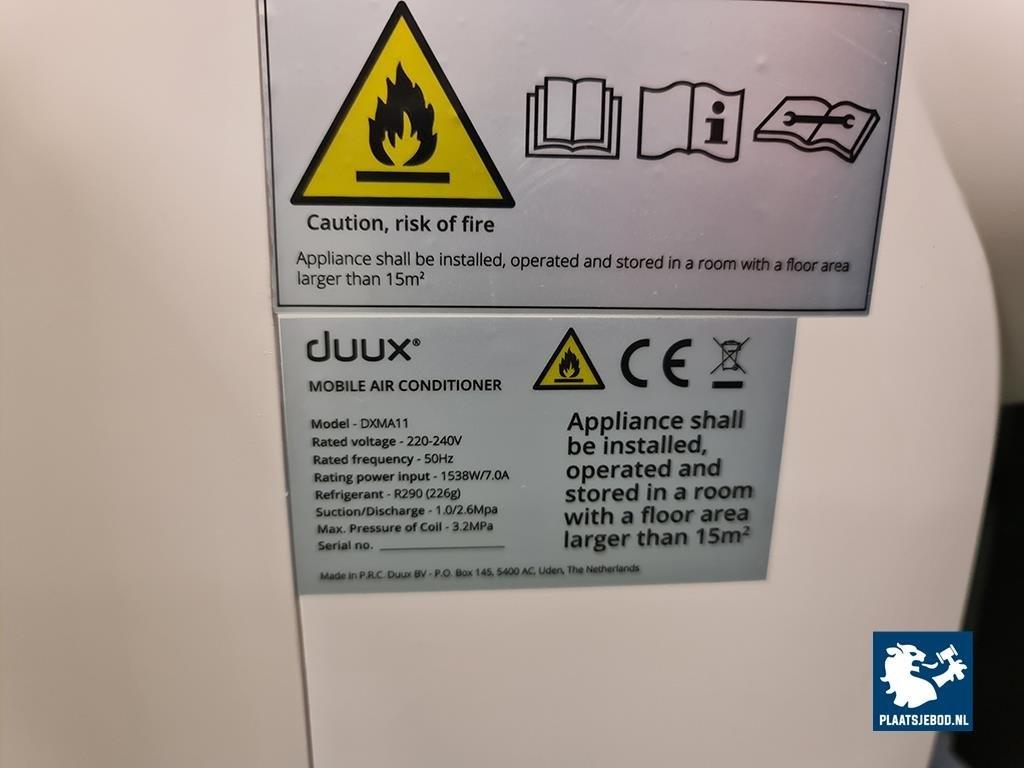 Caution, risk of fire
Appliance shall be installed, operated and stored in a room with a floor area
larger than 15m²
duux®
MOBILE AIR CONDITIONER
Model - DXMA11
Rated voltage - 220-240V
Rated frequency - 50Hz
Rating power input - 1538W/7.0A
Refrigerant - R290 (226g)
Suction/Discharge - 1.0/2.6Mpa
Max. Pressure of Coil - 3.2MPa
Serial no.
Made in P.R.C. Duux BV - P.O. Box 145, 5400 AC, Uden, The Netherlands
CE
Appliance shall
be installed,
operated and
stored in a room
with a floor area
larger than 15m²
PLAATSJEBOD.NL